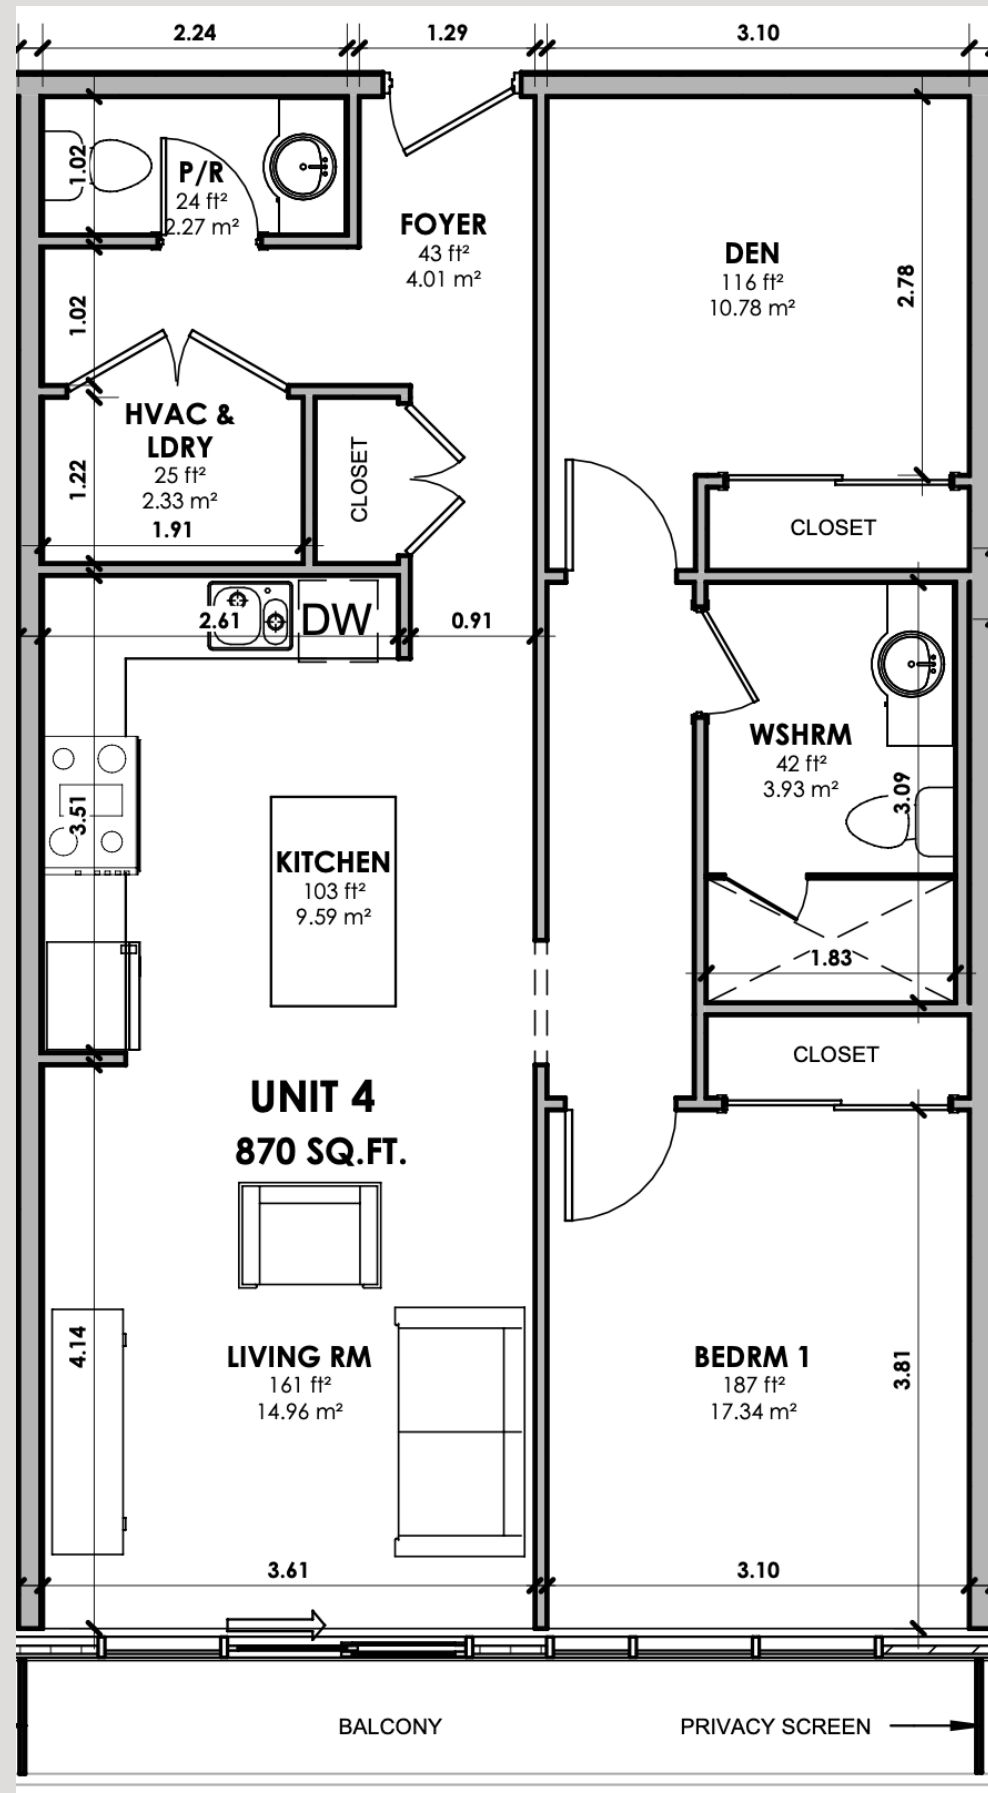 2.24
1.29
3.10
1.02
P/R
24 ft²
2.27 m²
FOYER
43 ft²
4.01 m²
DEN
116 ft²
10.78 m²
2.78
1.02
HVAC &
LDRY
25 ft²
2.33 m²
1.22
1.91
CLOSET
CLOSET
2.61
DW
0.91
WSHRM
42 ft²
3.93 m²
3.09
3.51
KITCHEN
103 ft²
9.59 m²
1.83
CLOSET
UNIT 4
870 SQ.FT.
4.14
LIVING RM
161 ft²
14.96 m²
BEDRM 1
187 ft²
17.34 m²
3.81
3.61
3.10
BALCONY
PRIVACY SCREEN